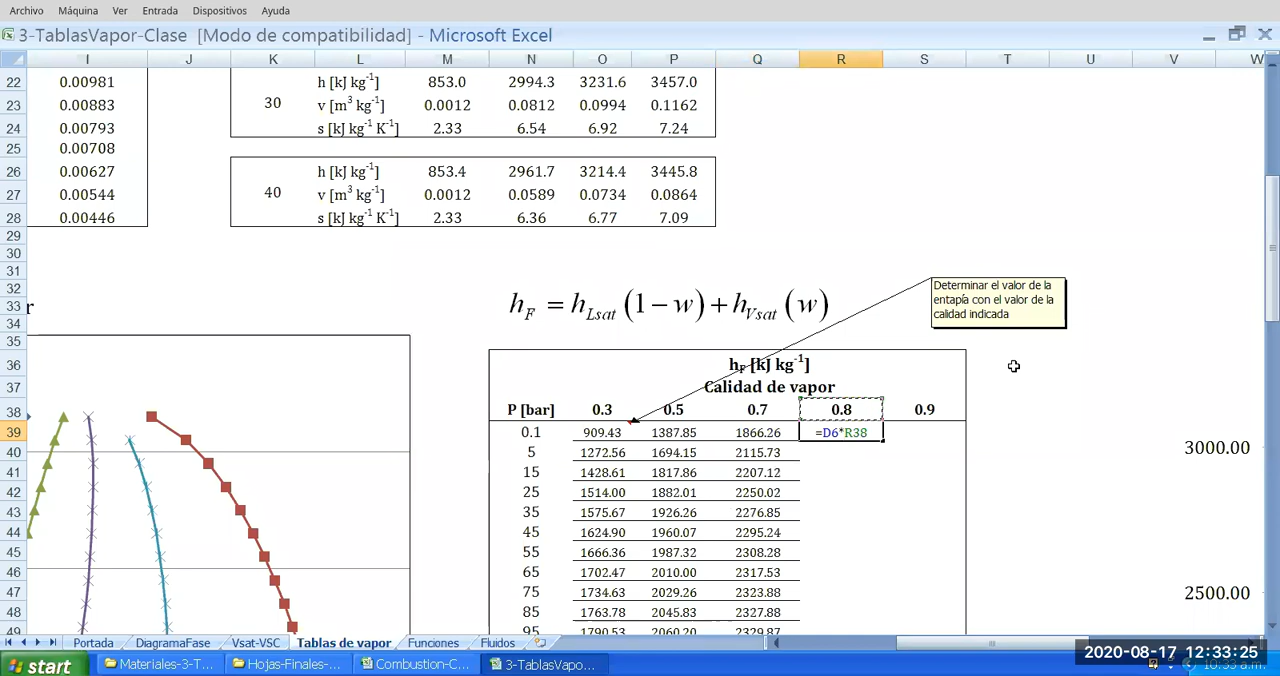 Archivo Máquina Ver Entrada Dispositivos Ayuda
3-TablasVapor-Clase [Modo de compatibilidad] - Microsoft Excel
I J K L M N O P Q R S T U V W
22 0.00981 h [kJ kg-1] 853.0 2994.3 3231.6 3457.0
23 0.00883 30 v [m3 kg-1] 0.0012 0.0812 0.0994 0.1162
24 0.00793 s [kJ kg-1 K-1] 2.33 6.54 6.92 7.24
25 0.00708
26 0.00627 h [kJ kg-1] 853.4 2961.7 3214.4 3445.8
27 0.00544 40 v [m3 kg-1] 0.0012 0.0589 0.0734 0.0864
28 0.00446 s [kJ kg-1 K-1] 2.33 6.36 6.77 7.09
29
30
31
32
33 r hF = hLsat (1 − w) + hVsat (w)
34
Determinar el valor de la
entapía con el valor de la
calidad indicada
35
36 hF [kJ kg-1]
37 Calidad de vapor
38 P [bar] 0.3 0.5 0.7 0.8 0.9
39 0.1 909.43 1387.85 1866.26 =D6*R38
40 5 1272.56 1694.15 2115.73 3000.00
41 15 1428.61 1817.86 2207.12
42 25 1514.00 1882.01 2250.02
43 35 1575.67 1926.26 2276.85
44 45 1624.90 1960.07 2295.24
45 55 1666.36 1987.32 2308.28
46 65 1702.47 2010.00 2317.53
47 75 1734.63 2029.26 2323.88 2500.00
48 85 1763.78 2045.83 2327.88
49 95 1790.53 2060.20 2329.87
Portada DiagramaFase Vsat-VSC Tablas de vapor Funciones Fluidos
start Materiales-3-T... Hojas-Finales-... Combustion-C... 3-TablasVapo...
2020-08-17 12:33:25
10:33 a.m.